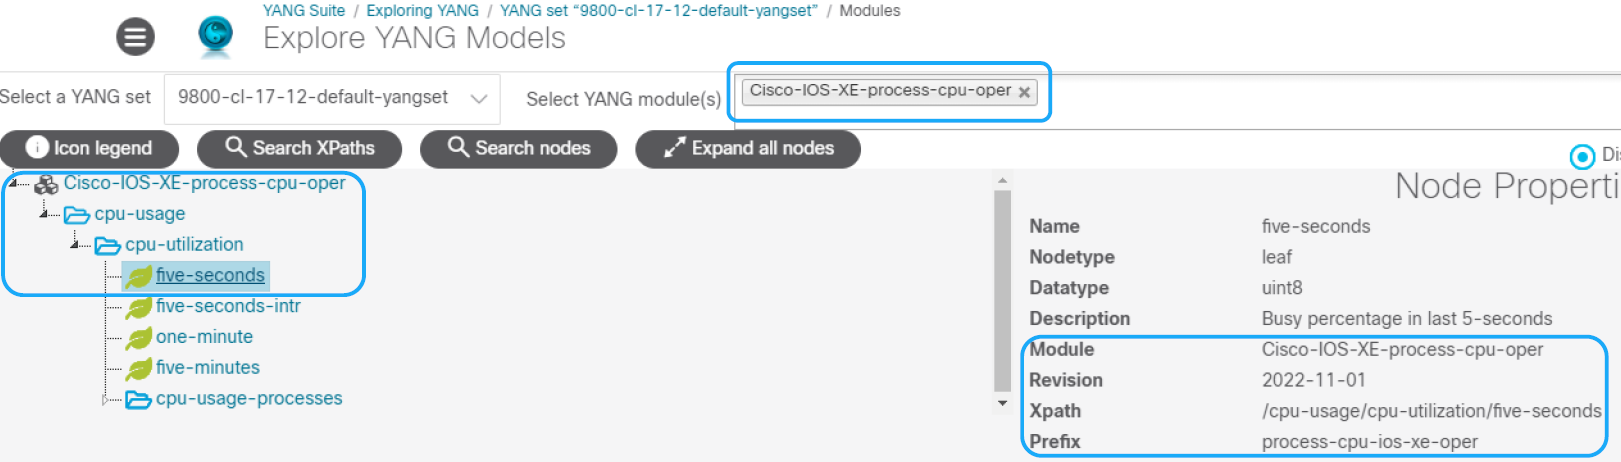 YANG Suite / Exploring YANG / YANG set “9800-cl-17-12-default-yangset” / Modules
Explore YANG Models
Select a YANG set 9800-cl-17-12-default-yangset Select YANG module(s) Cisco-IOS-XE-process-cpu-oper ×
Icon legend Search XPaths Search nodes Expand all nodes
Cisco-IOS-XE-process-cpu-oper
cpu-usage
cpu-utilization
five-seconds
five-seconds-intr
one-minute
five-minutes
cpu-usage-processes
Node Properti
Name five-seconds
Nodetype leaf
Datatype uint8
Description Busy percentage in last 5-seconds
Module Cisco-IOS-XE-process-cpu-oper
Revision 2022-11-01
Xpath /cpu-usage/cpu-utilization/five-seconds
Prefix process-cpu-ios-xe-oper